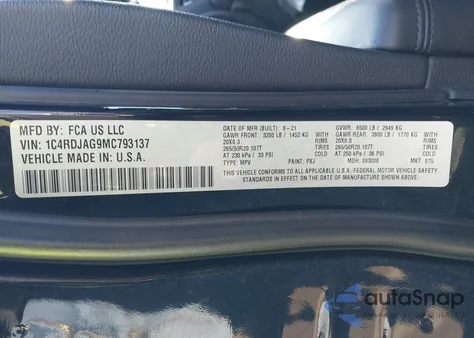 MFD BY: FCA US LLC
VIN: 1C4RDJAG9MC793137
VEHICLE MADE IN U.S.A.
DATE OF MFR (BUILT) 8-21 GVWR: 6500 LB / 2949 KG
GAWR FRONT: 3200 LB / 1452 KG GAWR REAR: 3900 LB / 1770 KG
20X8.0 20X8.0
265/50R20 107T TIRES 265/50R20 107T TIRES
AT 230 kPa / 33 PSI COLD AT 250 kPa / 36 PSI COLD
TYPE: MPV PAINT: PXJ MDH: 083008 MKT 075
THIS VEHICLE CONFORMS TO ALL APPLICABLE U.S.A. FEDERAL MOTOR VEHICLE SAFETY
STANDARDS IN EFFECT ON THE DATE OF MANUFACTURE SHOWN ABOVE.
autoSnap